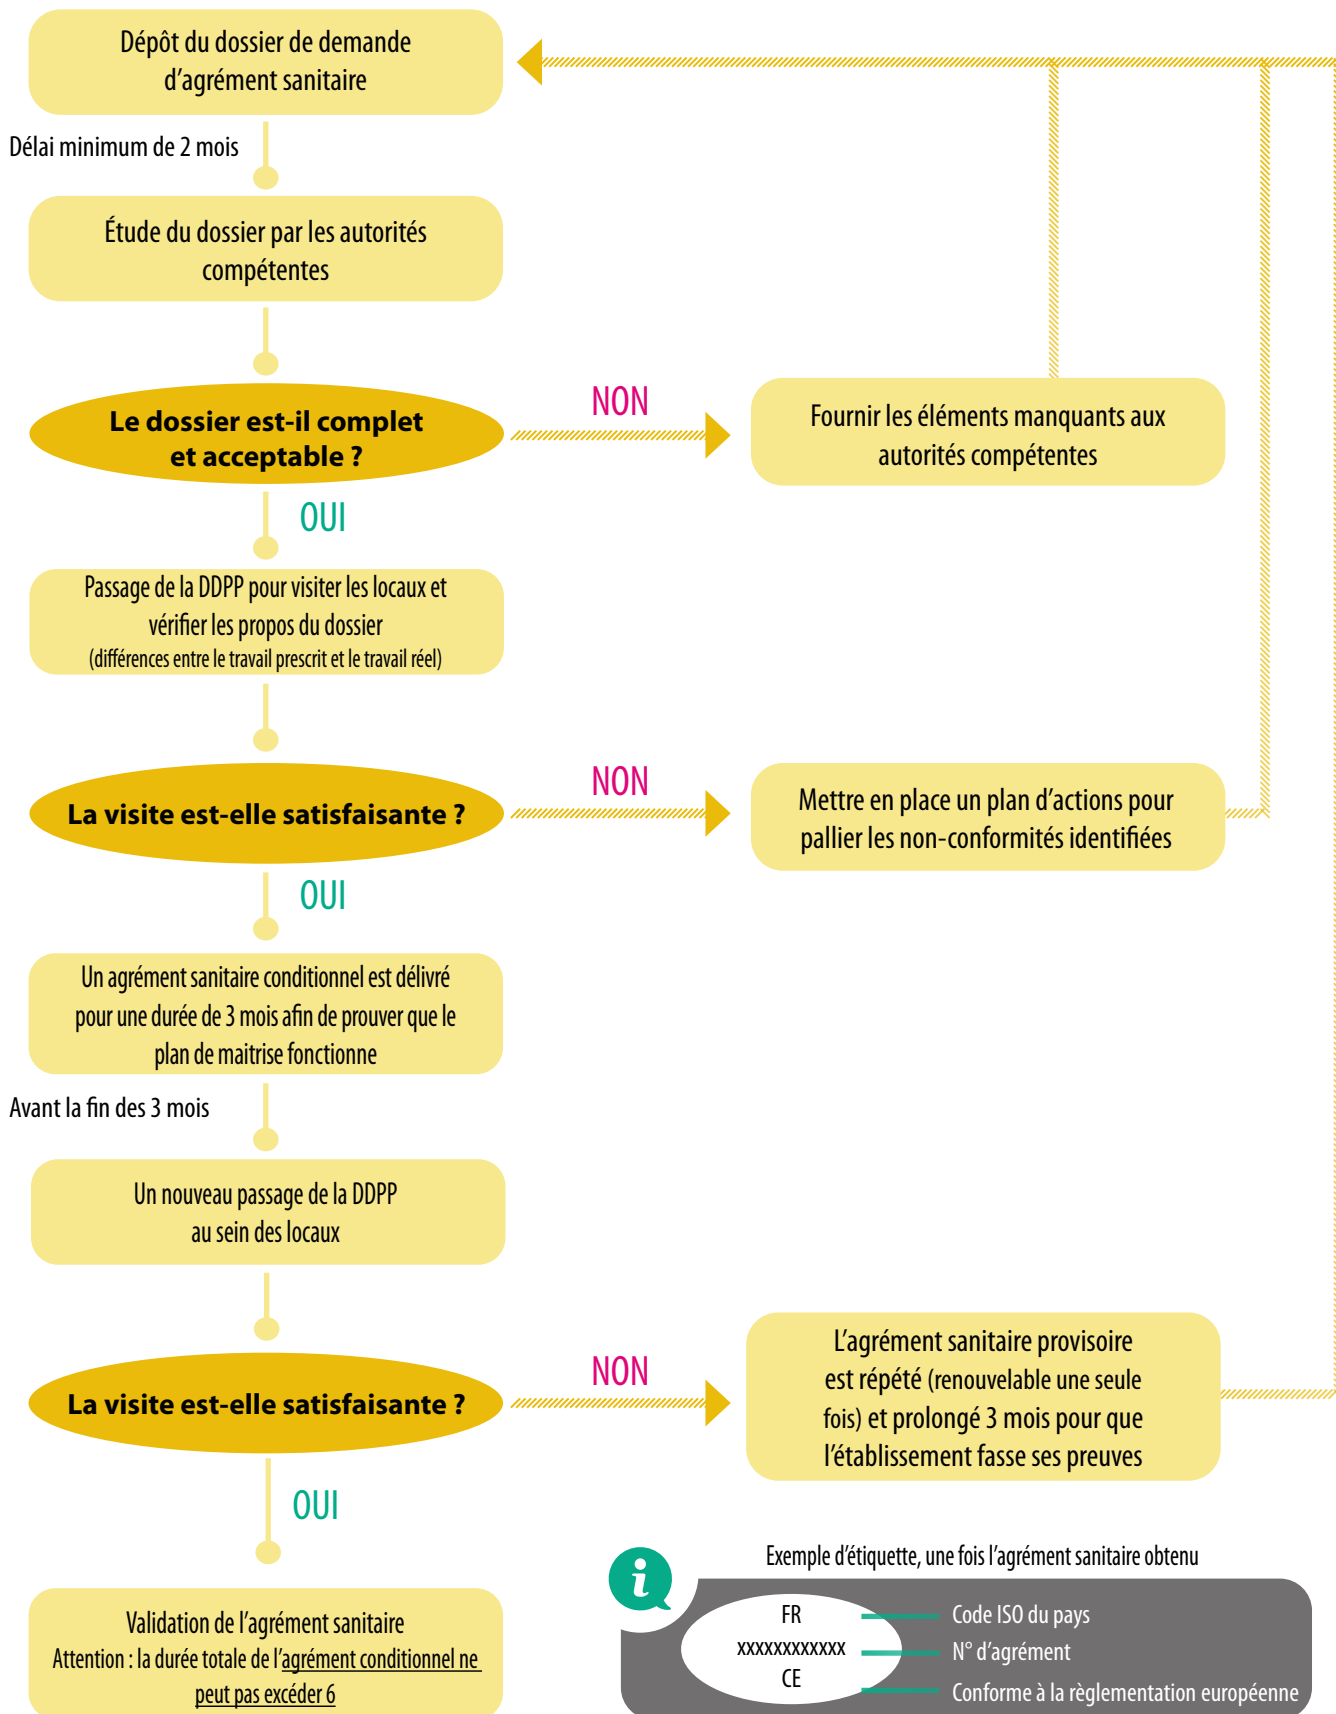 Dépôt du dossier de demande
d'agrément sanitaire
Délai minimum de 2 mois
Étude du dossier par les autorités
compétentes
Le dossier est-il complet
et acceptable ?
NON
Fournir les éléments manquants aux
autorités compétentes
OUI
Passage de la DDPP pour visiter les locaux et
vérifier les propos du dossier
(différences entre le travail prescrit et le travail réel)
La visite est-elle satisfaisante ?
NON
Mettre en place un plan d'actions pour
pallier les non-conformités identifiées
OUI
Un agrément sanitaire conditionnel est délivré
pour une durée de 3 mois afin de prouver que le
plan de maitrise fonctionne
Avant la fin des 3 mois
Un nouveau passage de la DDPP
au sein des locaux
La visite est-elle satisfaisante ?
NON
L'agrément sanitaire provisoire
est répété (renouvelable une seule
fois) et prolongé 3 mois pour que
l'établissement fasse ses preuves
OUI
Validation de l'agrément sanitaire
Attention : la durée totale de l'agrément conditionnel ne
peut pas excéder 6
i
Exemple d'étiquette, une fois l'agrément sanitaire obtenu
FR
Code ISO du pays
xxxxxxxxxxxx
N° d'agrément
CE
Conforme à la règlementation européenne